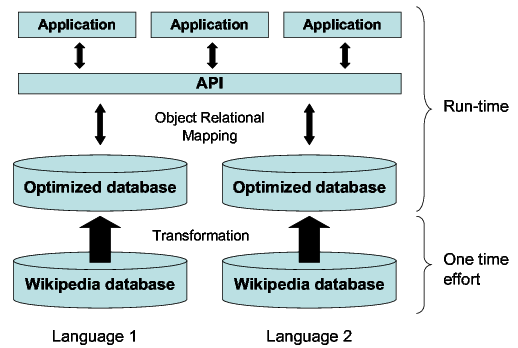 Application Application Application
API
Run-time
Object Relational
Mapping
Optimized database Optimized database
Transformation
One time
effort
Wikipedia database Wikipedia database
Language 1 Language 2